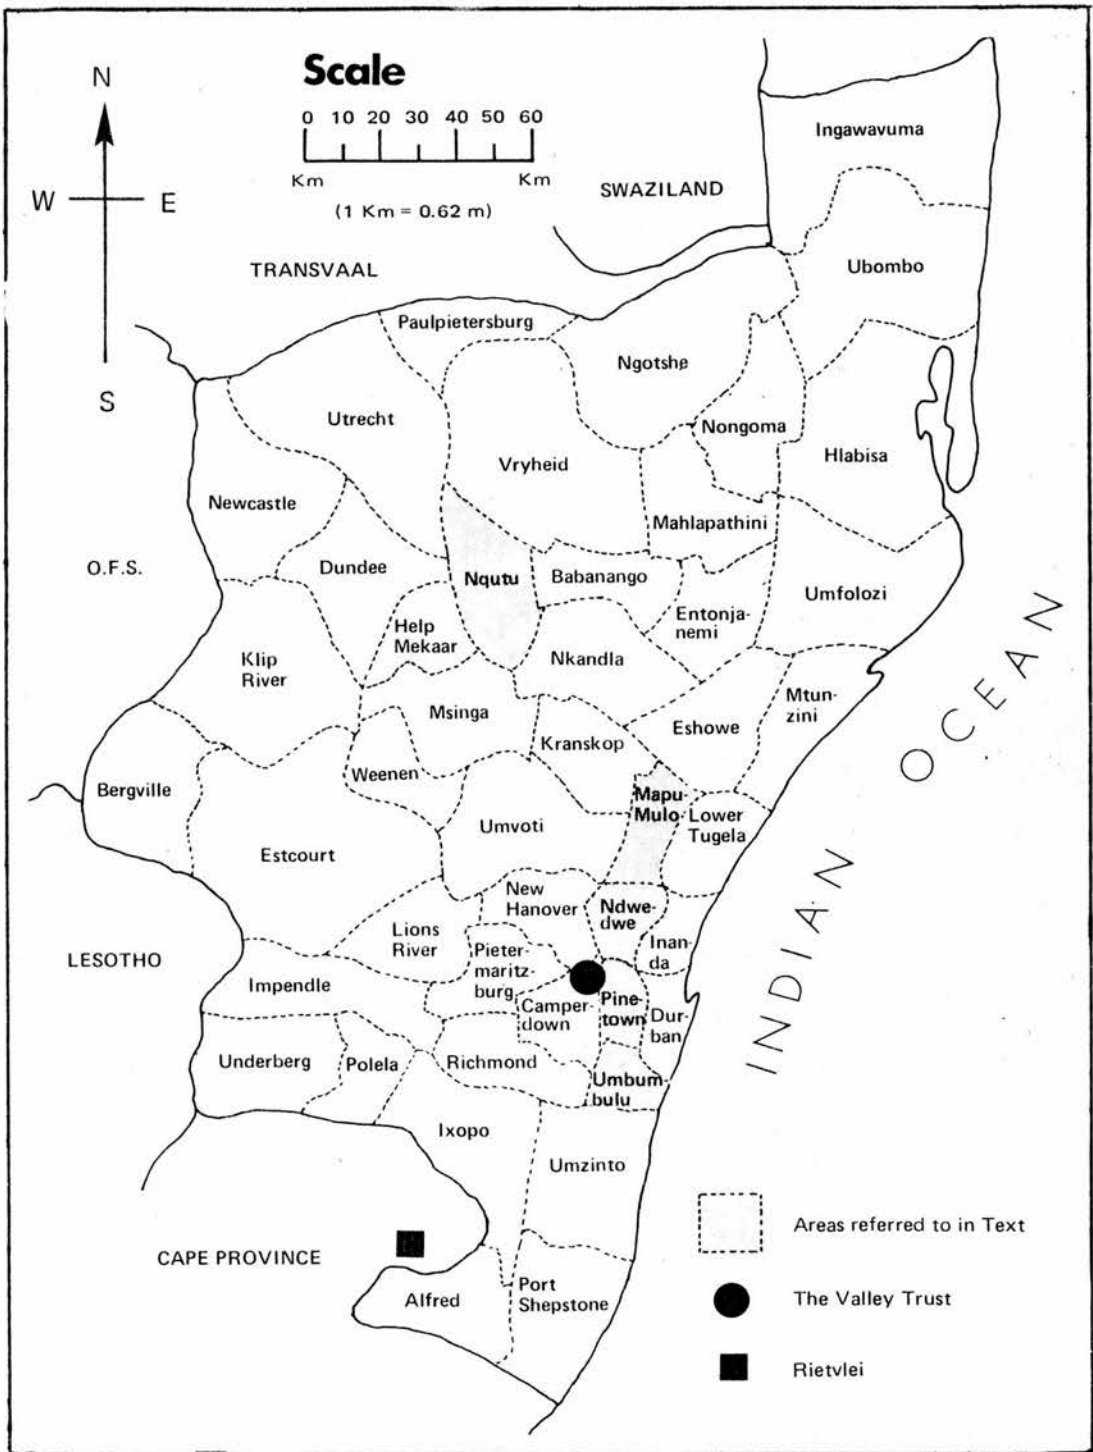 Scale
0 10 20 30 40 50 60
Km Km
(1 Km = 0.62 m)
N
W E
S
SWAZILAND
TRANSVAAL
O.F.S.
LESOTHO
CAPE PROVINCE
INDIAN OCEAN
Ingawavuma
Ubombo
Paulpietersburg
Ngotshe
Utrecht
Nongoma
Vryheid
Hlabisa
Newcastle
Mahlapathini
Dundee
Nqutu
Babanango
Umfolozi
Entonja-
nemi
Help
Mekaar
Klip
River
Nkandla
Mtun-
zini
Msinga
Eshowe
Kranskop
Weenen
Bergville
Mapu-
Mulo
Lower
Tugela
Umvoti
Estcourt
New
Hanover
Ndwe-
dwe
Lions
River
Pieter-
maritz-
burg
Inan-
da
Impendle
Camper-
down
Pine-
town
Dur-
ban
Underberg
Polela
Richmond
Umbum-
bulu
Ixopo
Umzinto
Alfred
Port
Shepstone
Areas referred to in Text
The Valley Trust
Rietvlei